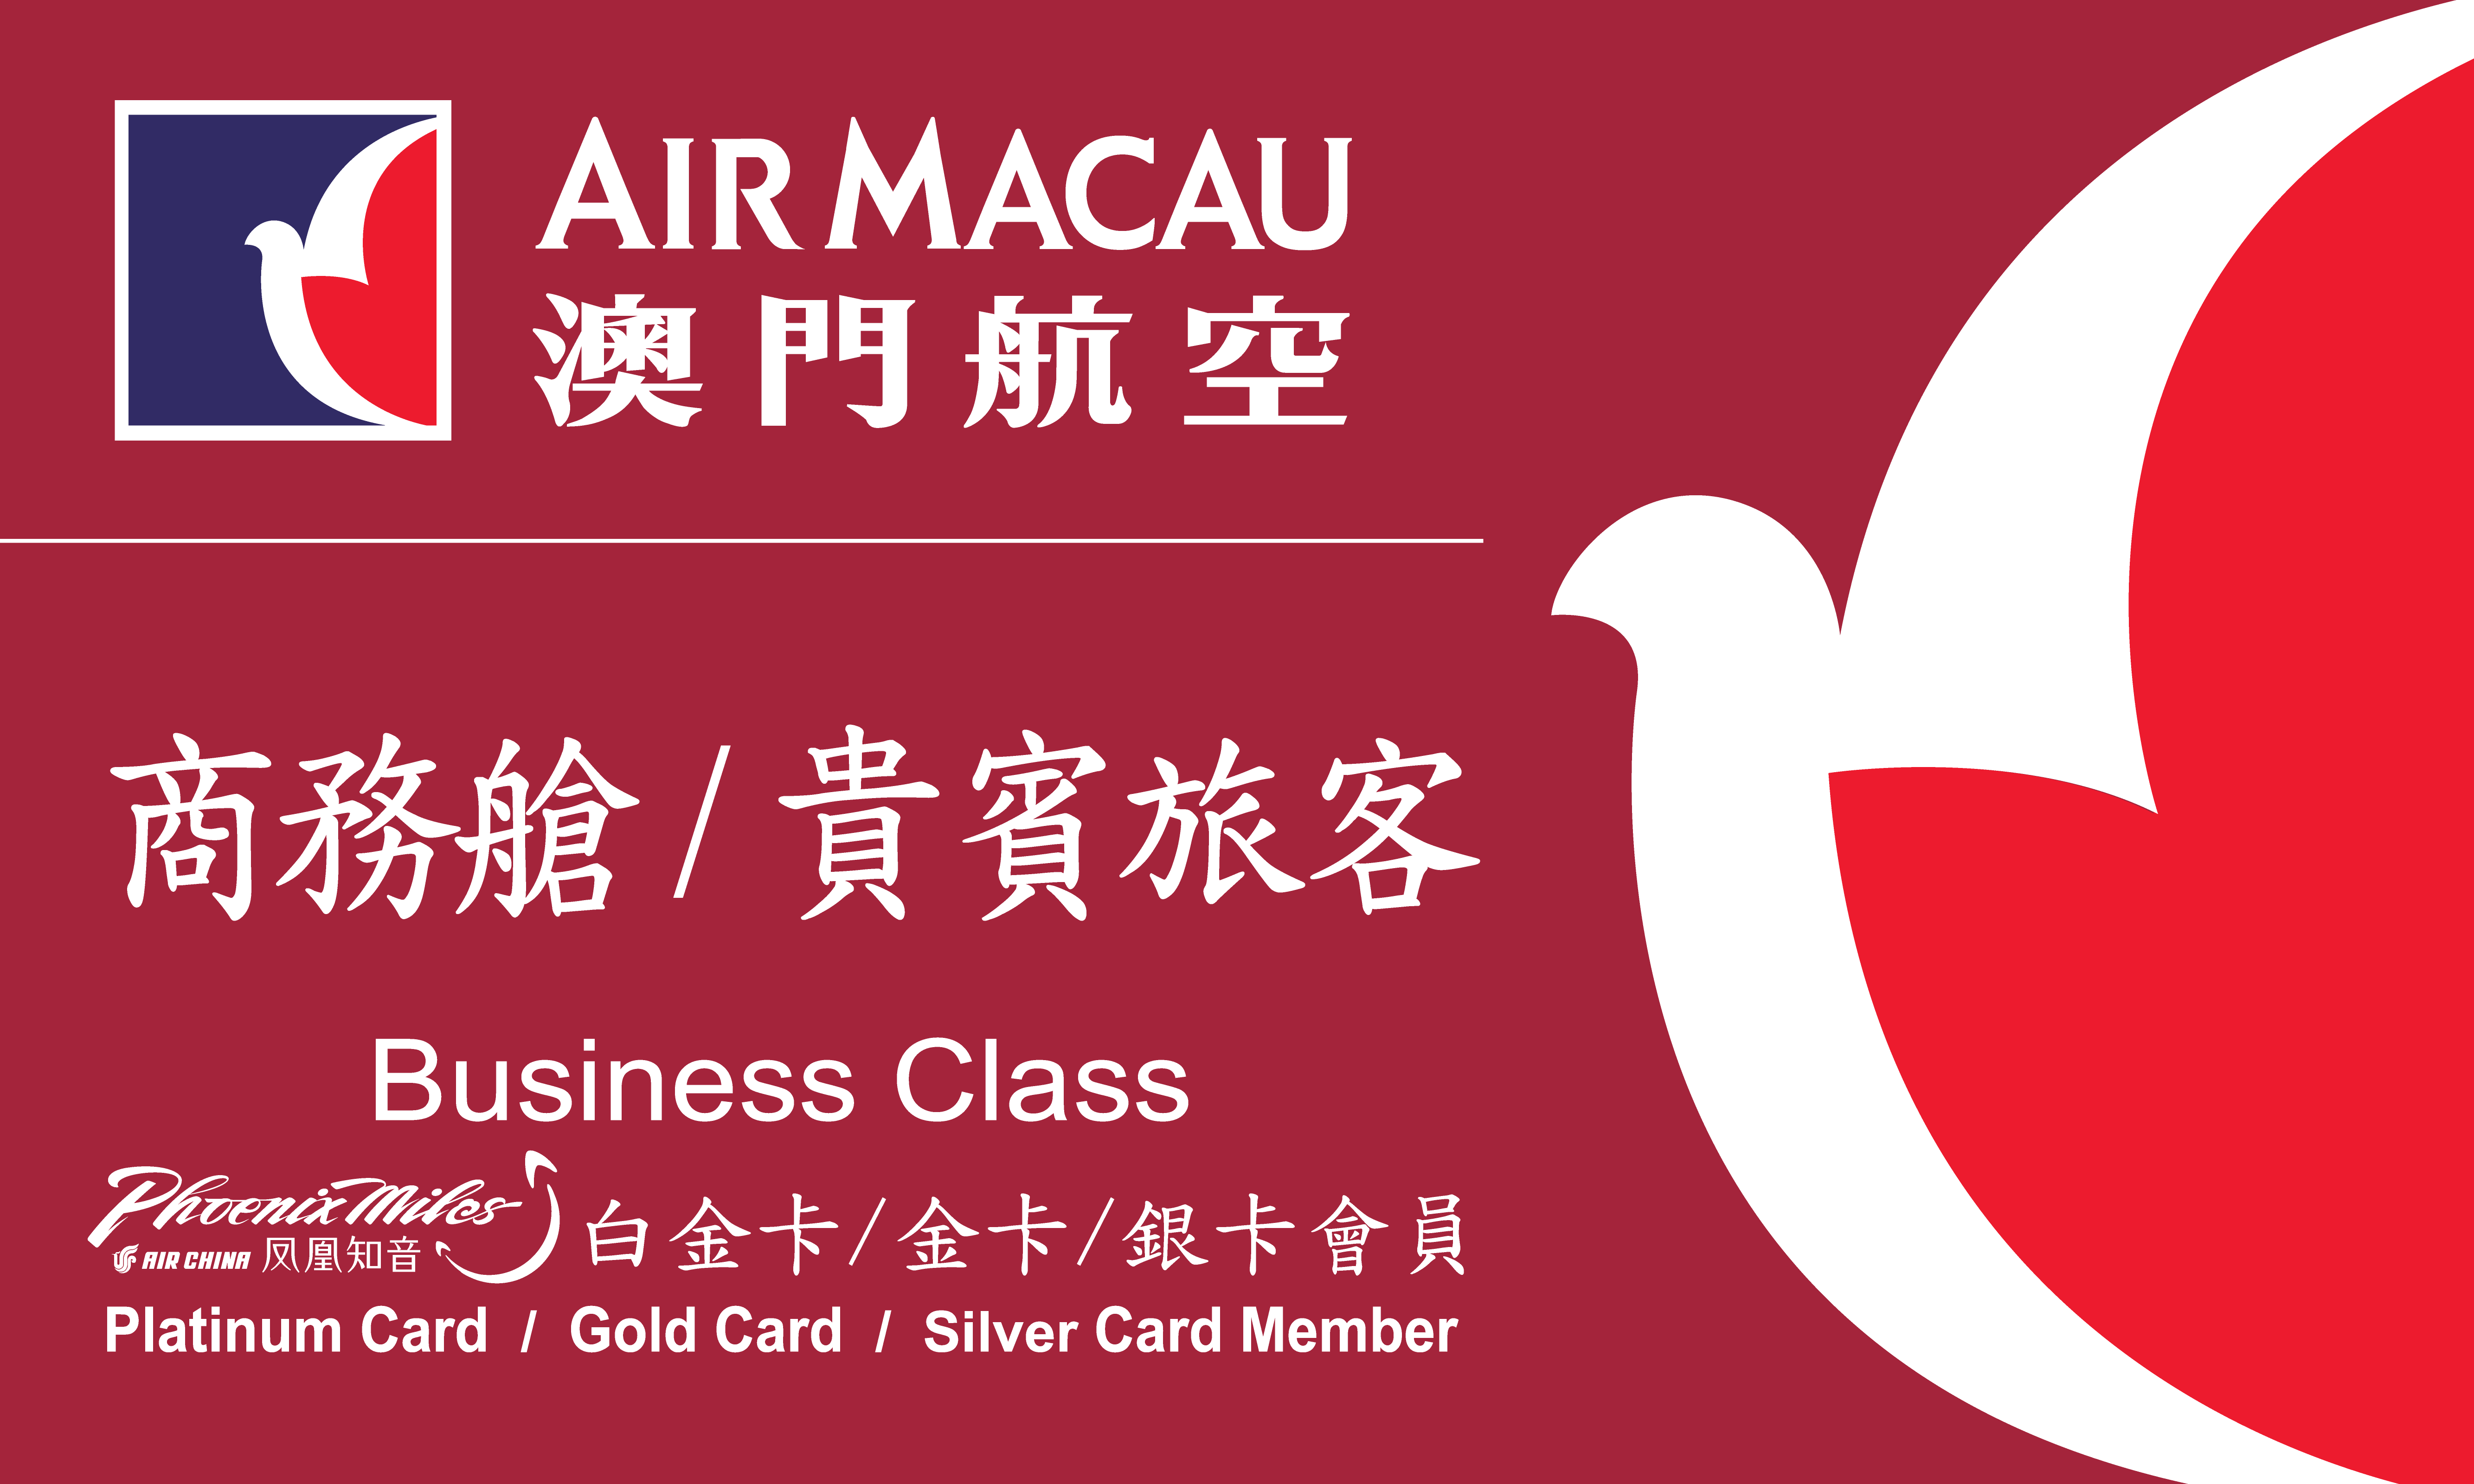 AIR MACAU
澳門航空
商務艙/貴賓旅客
Business Class
PhoenixMiles 白金卡/金卡/銀卡會員
AIR CHINA 凤凰知音
Platinum Card / Gold Card / Silver Card Member